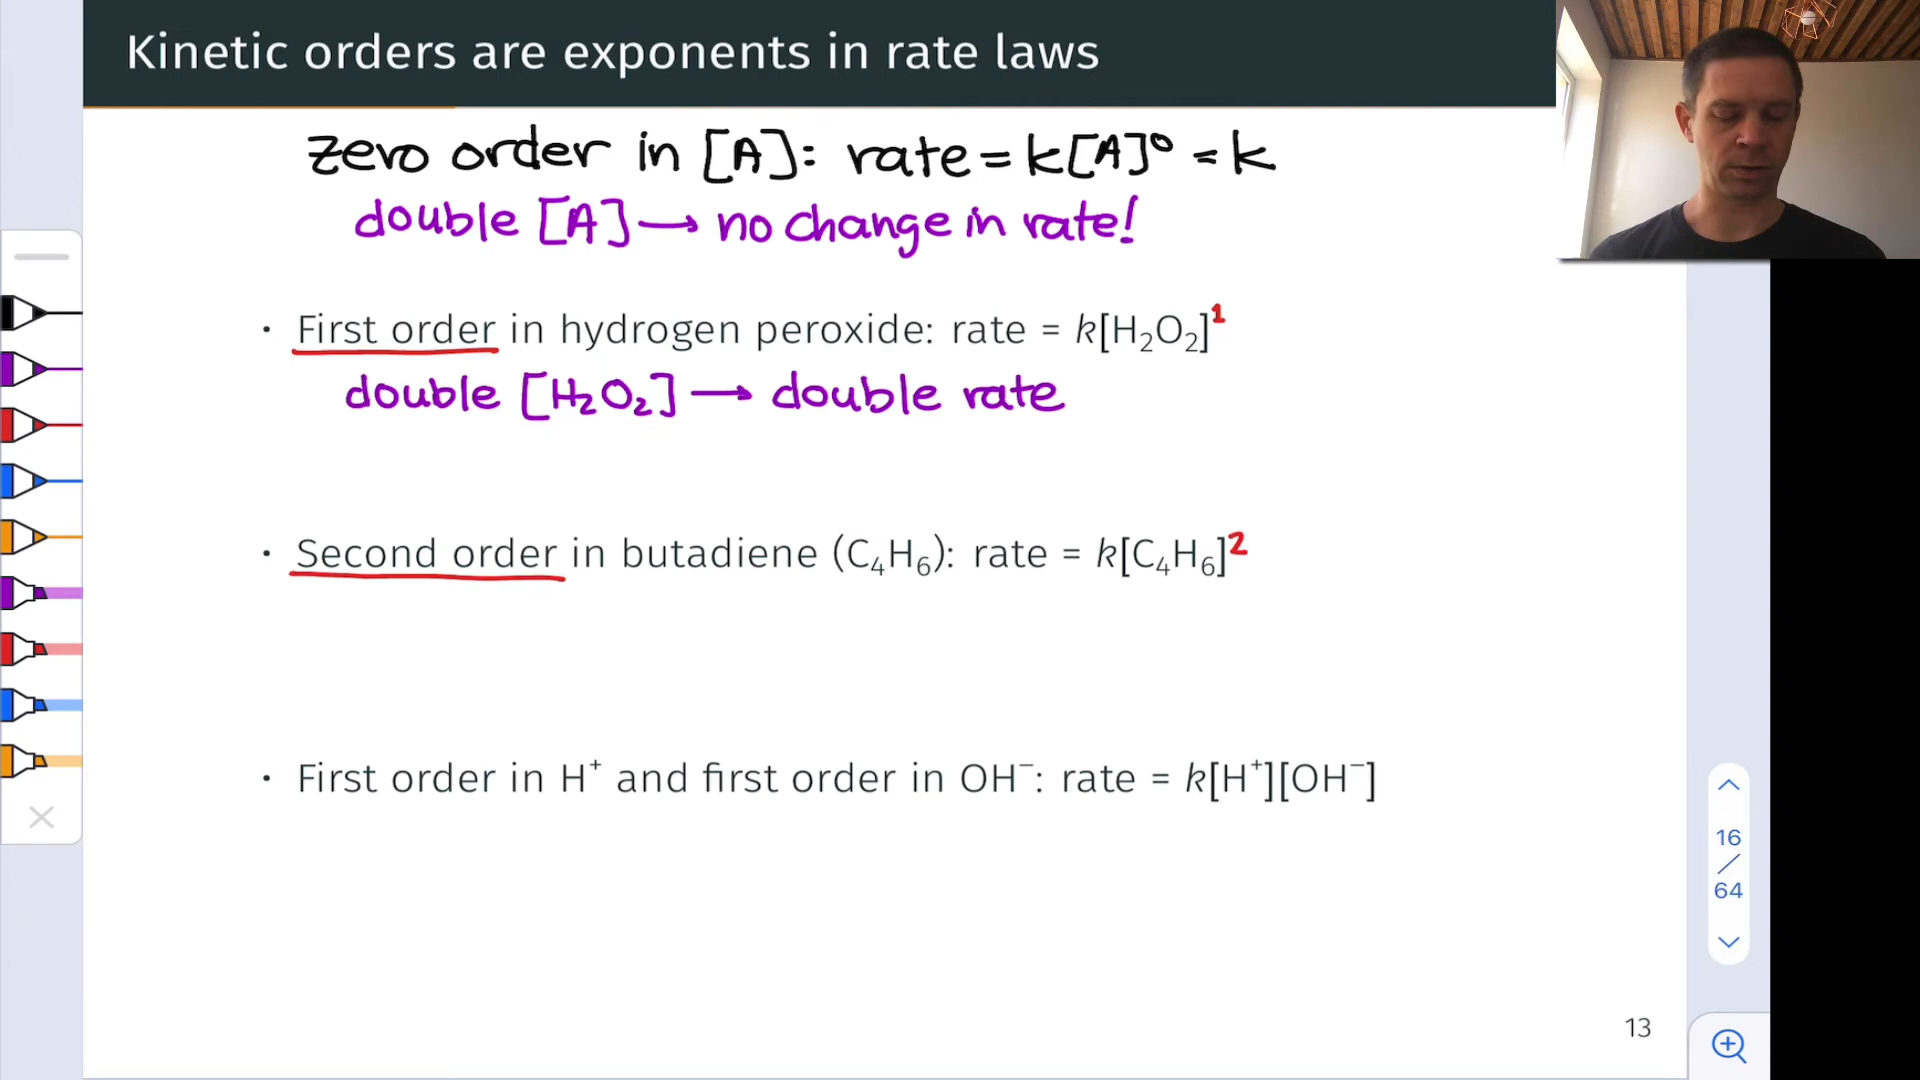 Kinetic orders are exponents in rate laws
zero order in [A]: rate = k[A]⁰ = k
double [A] → no change in rate!
• First order in hydrogen peroxide: rate = k[H₂O₂]¹
double [H₂O₂] → double rate
• Second order in butadiene (C₄H₆): rate = k[C₄H₆]²
• First order in H⁺ and first order in OH⁻: rate = k[H⁺][OH⁻]
16
/
64
13